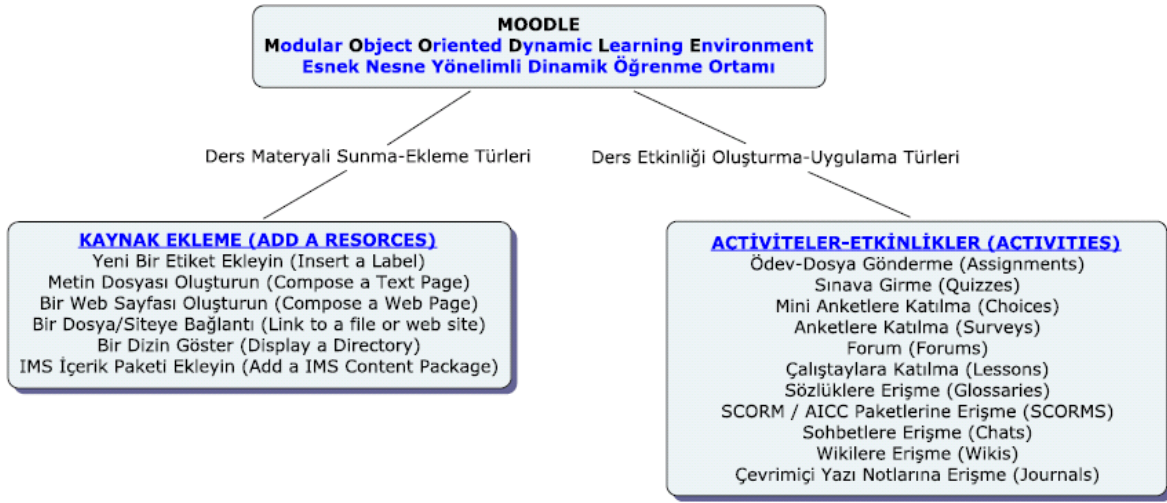 MOODLE
Modular Object Oriented Dynamic Learning Environment
Esnek Nesne Yönelimli Dinamik Öğrenme Ortamı
Ders Materyali Sunma-Ekleme Türleri
Ders Etkinliği Oluşturma-Uygulama Türleri
KAYNAK EKLEME (ADD A RESORCES)
Yeni Bir Etiket Ekleyin (Insert a Label)
Metin Dosyası Oluşturun (Compose a Text Page)
Bir Web Sayfası Oluşturun (Compose a Web Page)
Bir Dosya/Siteye Bağlantı (Link to a file or web site)
Bir Dizin Göster (Display a Directory)
IMS İçerik Paketi Ekleyin (Add a IMS Content Package)
ACTİVİTELER-ETKİNLİKLER (ACTIVITIES)
Ödev-Dosya Gönderme (Assignments)
Sınava Girme (Quizzes)
Mini Anketlere Katılma (Choices)
Anketlere Katılma (Surveys)
Forum (Forums)
Çalıştaylara Katılma (Lessons)
Sözlüklere Erişme (Glossaries)
SCORM / AICC Paketlerine Erişme (SCORMS)
Sohbetlere Erişme (Chats)
Wikilere Erişme (Wikis)
Çevrimiçi Yazı Notlarına Erişme (Journals)